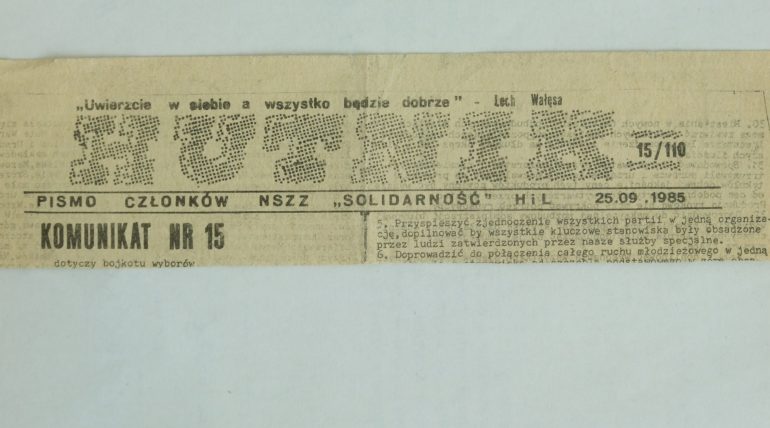 „Uwierzcie w siebie a wszystko będzie dobrze" - Lech Wałęsa
HUTNIK 15/110
PISMO CZŁONKÓW NSZZ „SOLIDARNOŚĆ" HiL 25.09.1985
KOMUNIKAT NR 15
dotyczy bojkotu wyborów
5. Przyspieszyć zjednoczenie wszystkich partii w jedną organiza-
cję, dopilnować by wszystkie kluczowe stanowiska były obsadzone
przez ludzi zatwierdzonych przez nasze służby specjalne.
6. Doprowadzić do połączenia całego ruchu młodzieżowego w jedną